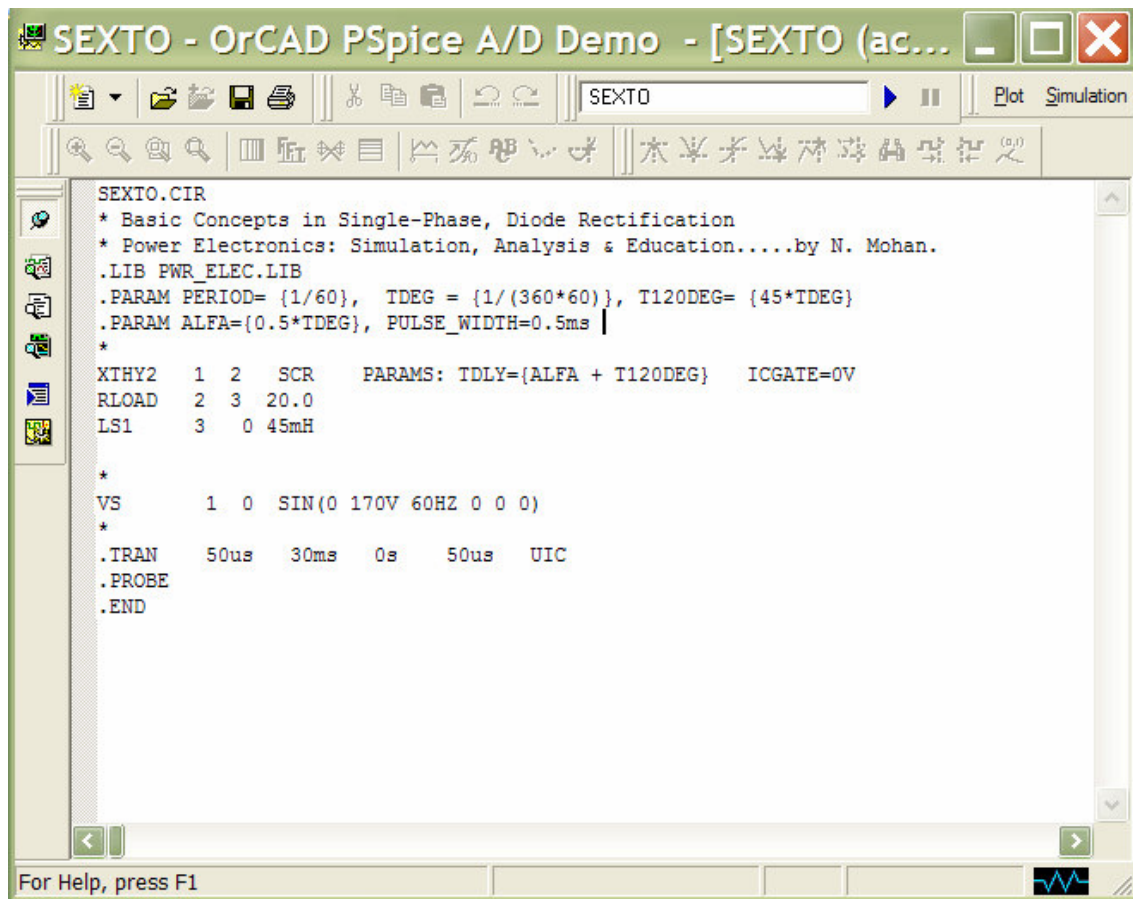 SEXTO - OrCAD PSpice A/D Demo - [SEXTO (ac...
SEXTO
Plot Simulation
SEXTO.CIR
* Basic Concepts in Single-Phase, Diode Rectification
* Power Electronics: Simulation, Analysis & Education.....by N. Mohan.
.LIB PWR_ELEC.LIB
.PARAM PERIOD= {1/60}, TDEG = {1/(360*60)}, T120DEG= {45*TDEG}
.PARAM ALFA={0.5*TDEG}, PULSE_WIDTH=0.5ms
*
XTHY2 1 2 SCR PARAMS: TDLY={ALFA + T120DEG} ICGATE=0V
RLOAD 2 3 20.0
LS1 3 0 45mH
*
VS 1 0 SIN(0 170V 60HZ 0 0 0)
*
.TRAN 50us 30ms 0s 50us UIC
.PROBE
.END
For Help, press F1